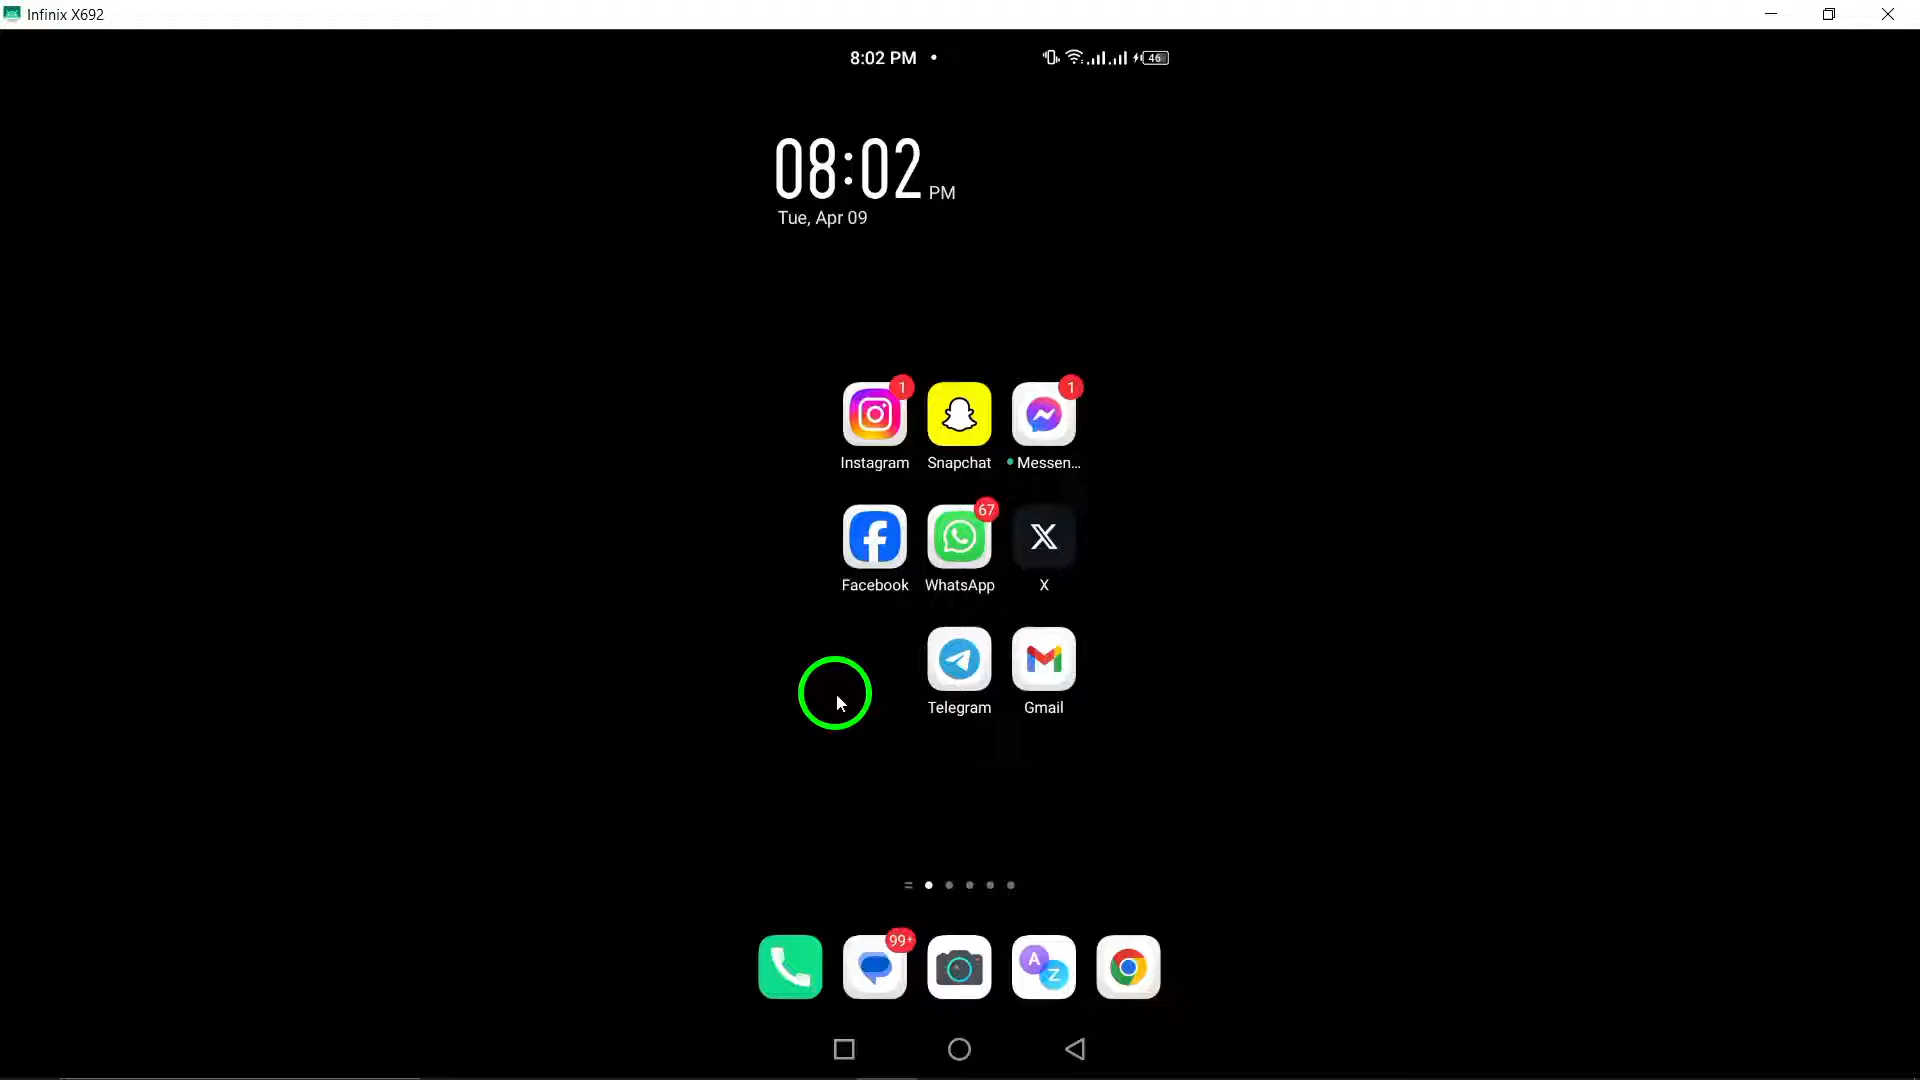 Infinix X692
8:02 PM
46
08:02 PM
Tue, Apr 09
1
1
Instagram
Snapchat
Messen...
67
Facebook
WhatsApp
X
Telegram
Gmail
99+
A
Z